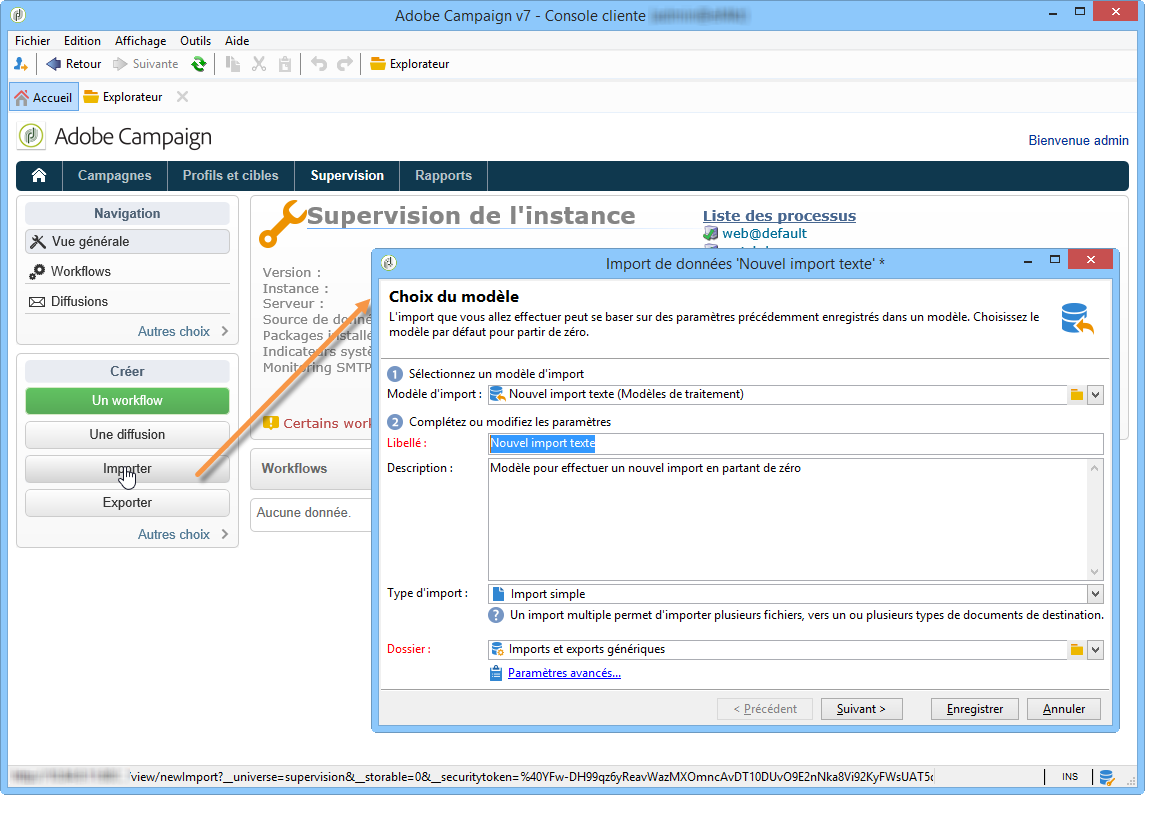 Adobe Campaign v7 - Console cliente
Fichier Edition Affichage Outils Aide
Retour Suivante Explorateur
Accueil Explorateur
Adobe Campaign
Bienvenue admin
Campagnes Profils et cibles Supervision Rapports
Navigation
Vue générale
Workflows
Diffusions
Autres choix
Créer
Un workflow
Une diffusion
Importer
Exporter
Autres choix
Supervision de l'instance
Liste des processus
web@default
Version :
Instance :
Serveur :
Source de donné
Packages installe
Indicateurs systè
Monitoring SMTP
Certains work
Workflows
Aucune donnée.
Import de données 'Nouvel import texte' *
Choix du modèle
L'import que vous allez effectuer peut se baser sur des paramètres précédemment enregistrés dans un modèle. Choisissez le
modèle par défaut pour partir de zéro.
1 Sélectionnez un modèle d'import
Modèle d'import : Nouvel import texte (Modèles de traitement)
2 Complétez ou modifiez les paramètres
Libellé : Nouvel import texte
Description : Modèle pour effectuer un nouvel import en partant de zéro
Type d'import : Import simple
? Un import multiple permet d'importer plusieurs fichiers, vers un ou plusieurs types de documents de destination.
Dossier : Imports et exports génériques
Paramètres avancés...
< Précédent Suivant > Enregistrer Annuler
/view/newImport?__universe=supervision&__storable=0&__securitytoken=%40YFw-DH99qz6yReavWazMXOmncAvDT10DUvO9E2nNka8Vi92KyFWsUAT5c
INS